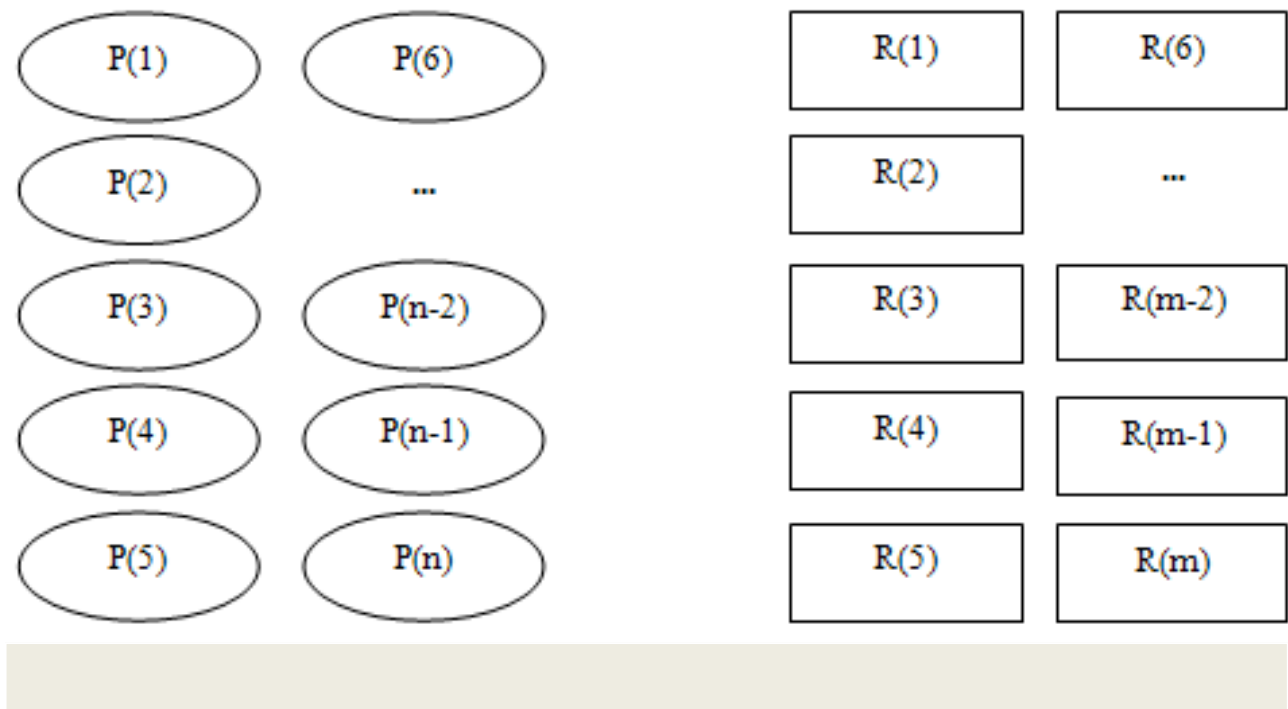 P(1) P(6) R(1) R(6)
P(2) ... R(2) ...
P(3) P(n-2) R(3) R(m-2)
P(4) P(n-1) R(4) R(m-1)
P(5) P(n) R(5) R(m)